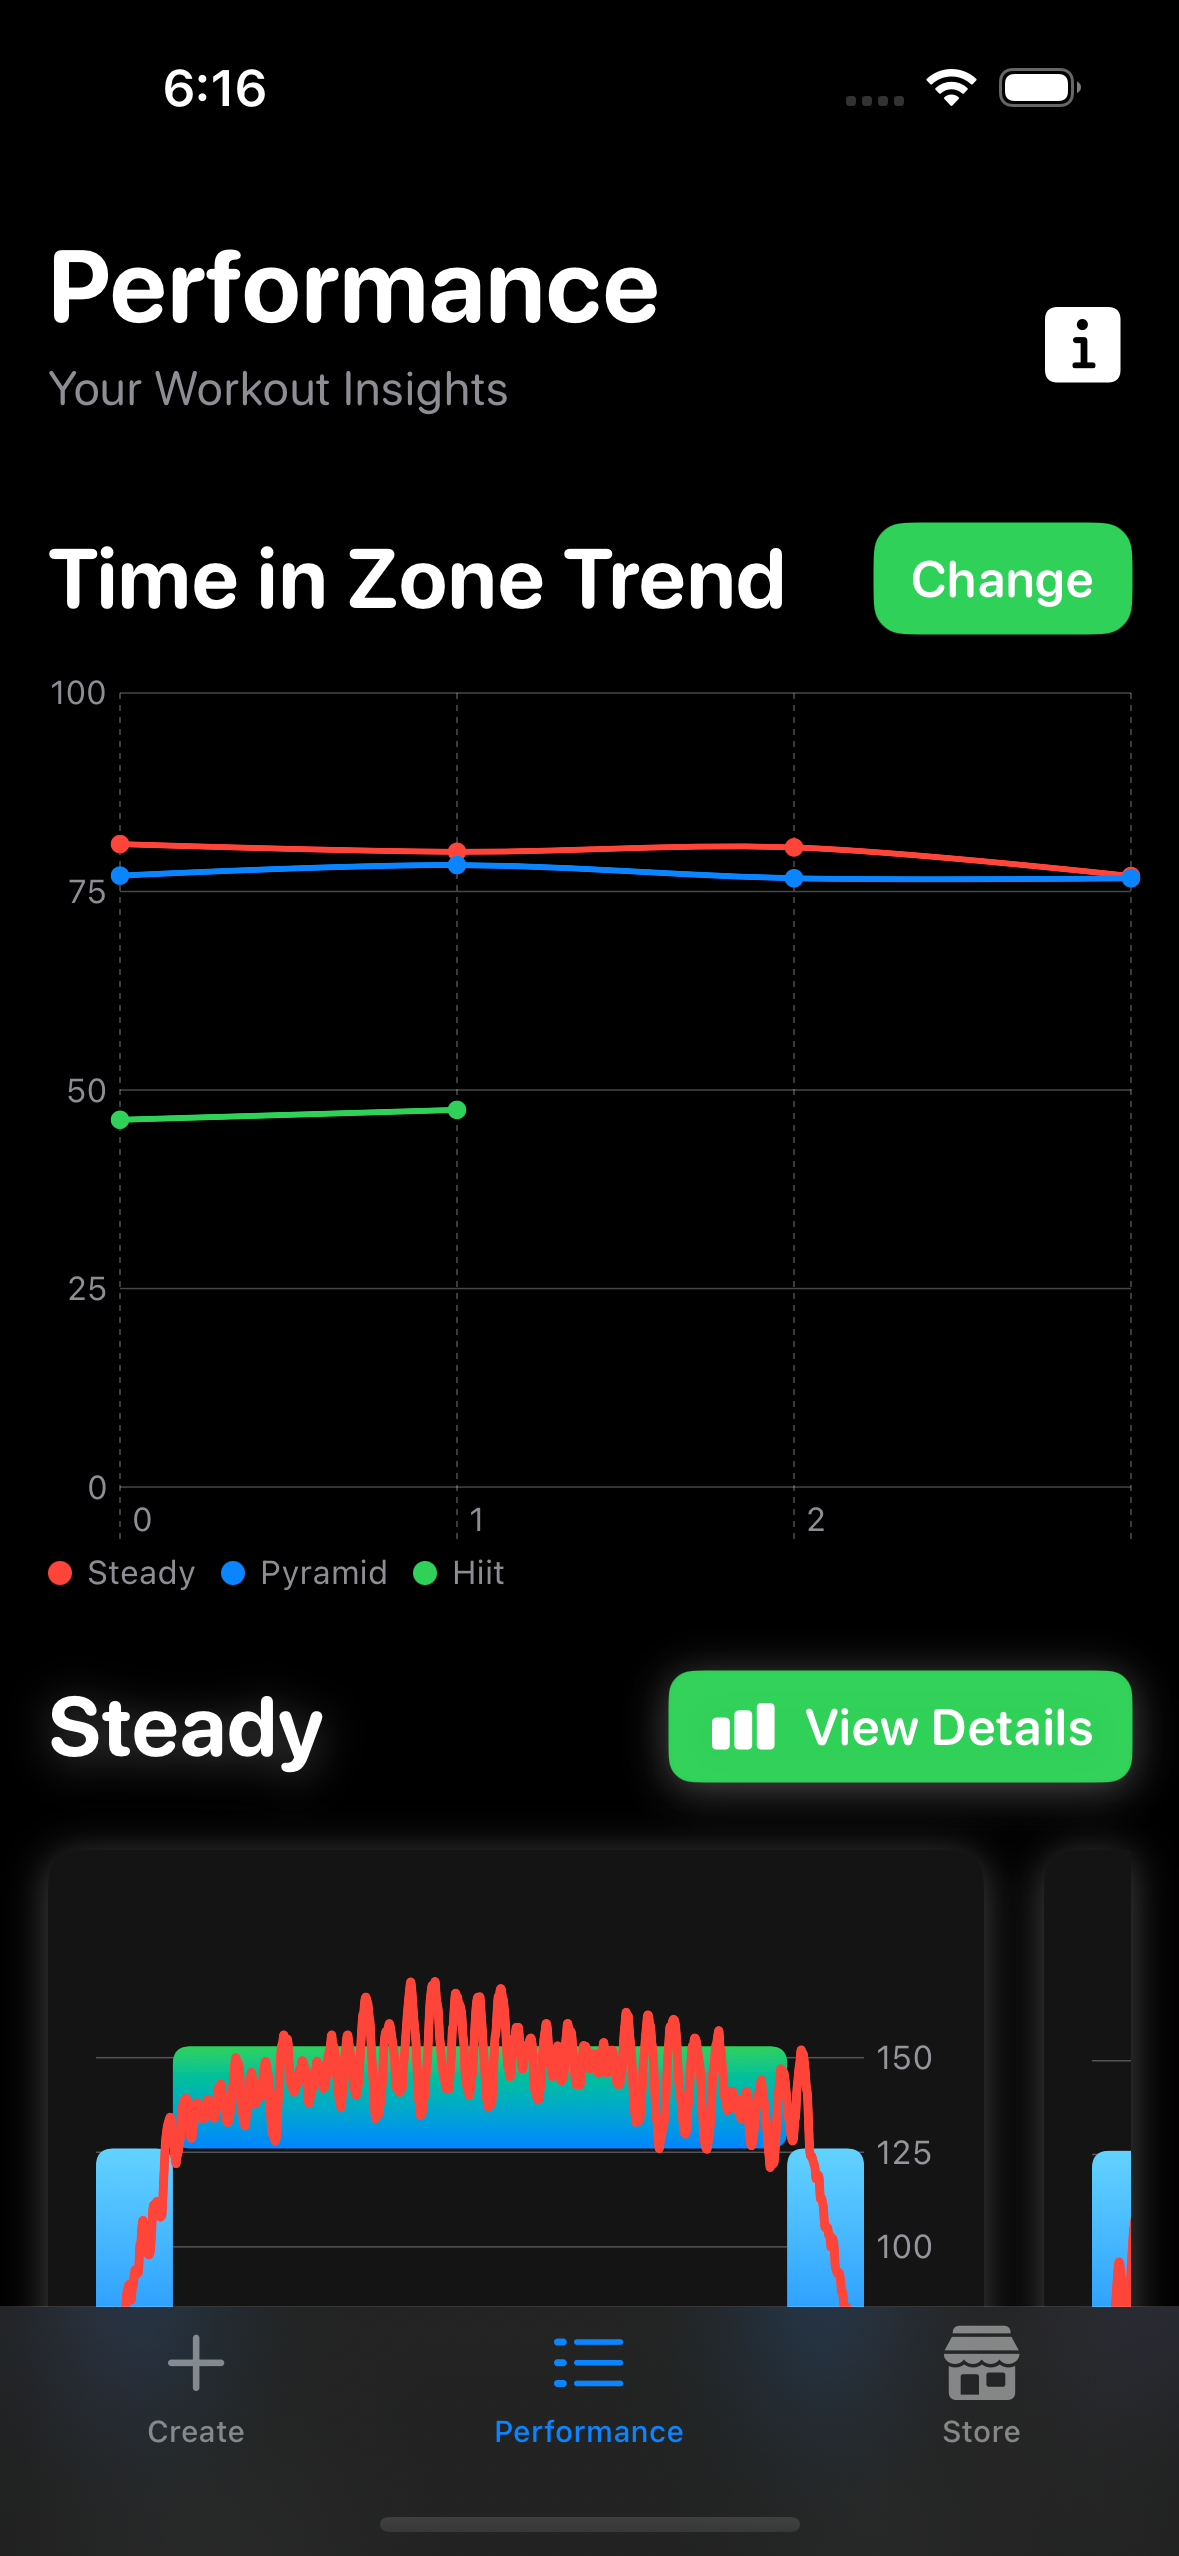 6:16
Performance
Your Workout Insights
Time in Zone Trend
Change
100
75
50
25
0
0 1 2
Steady Pyramid Hiit
Steady
View Details
150
125
100
Create Performance Store